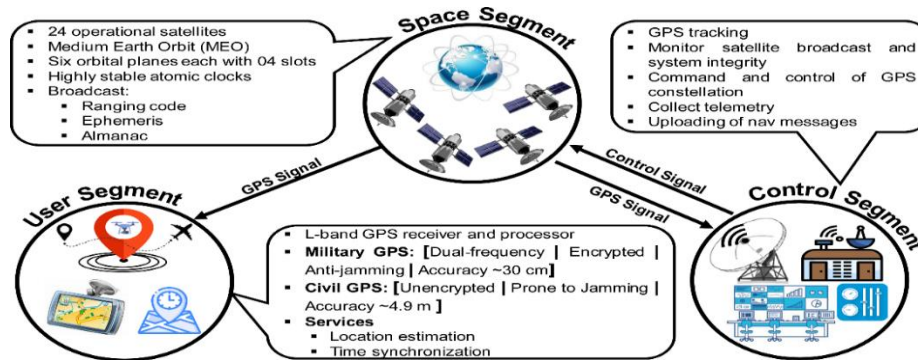 Space Segment
24 operational satellites
Medium Earth Orbit (MEO)
Six orbital planes each with 04 slots
Highly stable atomic clocks
Broadcast:
Ranging code
Ephemeris
Almanac
GPS tracking
Monitor satellite broadcast and
system integrity
Command and control of GPS
constellation
Collect telemetry
Uploading of nav messages
GPS Signal
Control Signal
GPS Signal
User Segment
Control Segment
L-band GPS receiver and processor
Military GPS: [Dual-frequency | Encrypted |
Anti-jamming | Accuracy ~30 cm]
Civil GPS: [Unencrypted | Prone to Jamming |
Accuracy ~4.9 m ]
Services
Location estimation
Time synchronization